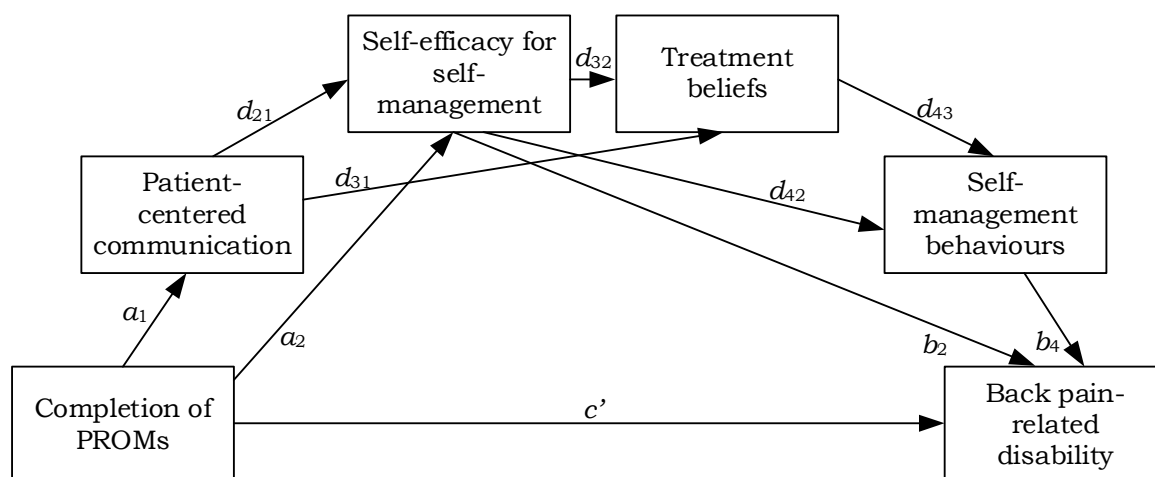 Self-efficacy for
self-
management
d32
Treatment
beliefs
d21
d43
Patient-
centered
communication
d31
d42
Self-
management
behaviours
a1
a2
b2
b4
Completion of
PROMs
c’
Back pain-
related
disability